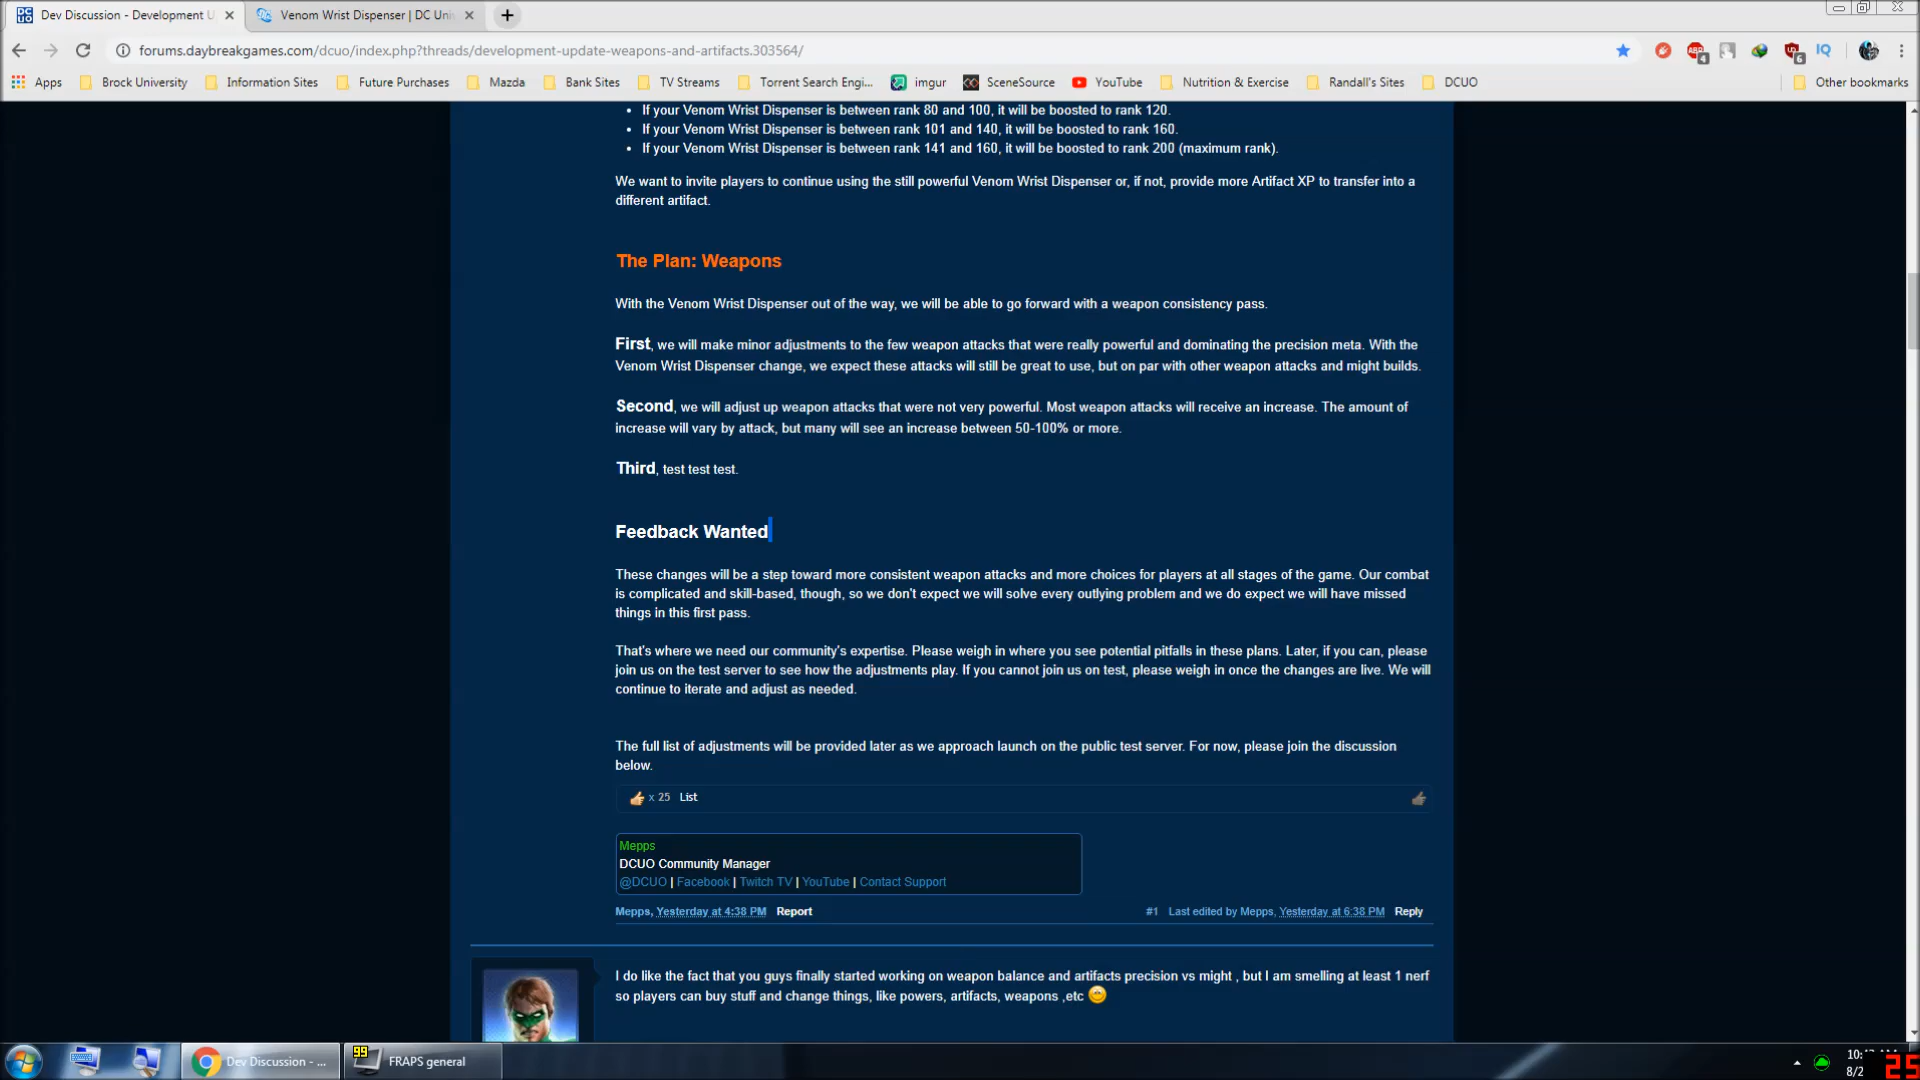 Dev Discussion - Development U
Venom Wrist Dispenser | DC Uni
forums.daybreakgames.com/dcuo/index.php?threads/development-update-weapons-and-artifacts.303564/
Apps Brock University Information Sites Future Purchases Mazda Bank Sites TV Streams Torrent Search Engi... imgur SceneSource YouTube Nutrition & Exercise Randall's Sites DCUO Other bookmarks
• If your Venom Wrist Dispenser is between rank 80 and 100, it will be boosted to rank 120.
• If your Venom Wrist Dispenser is between rank 101 and 140, it will be boosted to rank 160.
• If your Venom Wrist Dispenser is between rank 141 and 160, it will be boosted to rank 200 (maximum rank).
We want to invite players to continue using the still powerful Venom Wrist Dispenser or, if not, provide more Artifact XP to transfer into a
different artifact.
The Plan: Weapons
With the Venom Wrist Dispenser out of the way, we will be able to go forward with a weapon consistency pass.
First, we will make minor adjustments to the few weapon attacks that were really powerful and dominating the precision meta. With the
Venom Wrist Dispenser change, we expect these attacks will still be great to use, but on par with other weapon attacks and might builds.
Second, we will adjust up weapon attacks that were not very powerful. Most weapon attacks will receive an increase. The amount of
increase will vary by attack, but many will see an increase between 50-100% or more.
Third, test test test.
Feedback Wanted
These changes will be a step toward more consistent weapon attacks and more choices for players at all stages of the game. Our combat
is complicated and skill-based, though, so we don't expect we will solve every outlying problem and we do expect we will have missed
things in this first pass.
That's where we need our community's expertise. Please weigh in where you see potential pitfalls in these plans. Later, if you can, please
join us on the test server to see how the adjustments play. If you cannot join us on test, please weigh in once the changes are live. We will
continue to iterate and adjust as needed.
The full list of adjustments will be provided later as we approach launch on the public test server. For now, please join the discussion
below.
x 25 List
Mepps
DCUO Community Manager
@DCUO | Facebook | Twitch TV | YouTube | Contact Support
Mepps, Yesterday at 4:38 PM Report #1 Last edited by Mepps, Yesterday at 6:38 PM Reply
I do like the fact that you guys finally started working on weapon balance and artifacts precision vs might , but I am smelling at least 1 nerf
so players can buy stuff and change things, like powers, artifacts, weapons ,etc
Dev Discussion - ...
99 FRAPS general
8/2
25